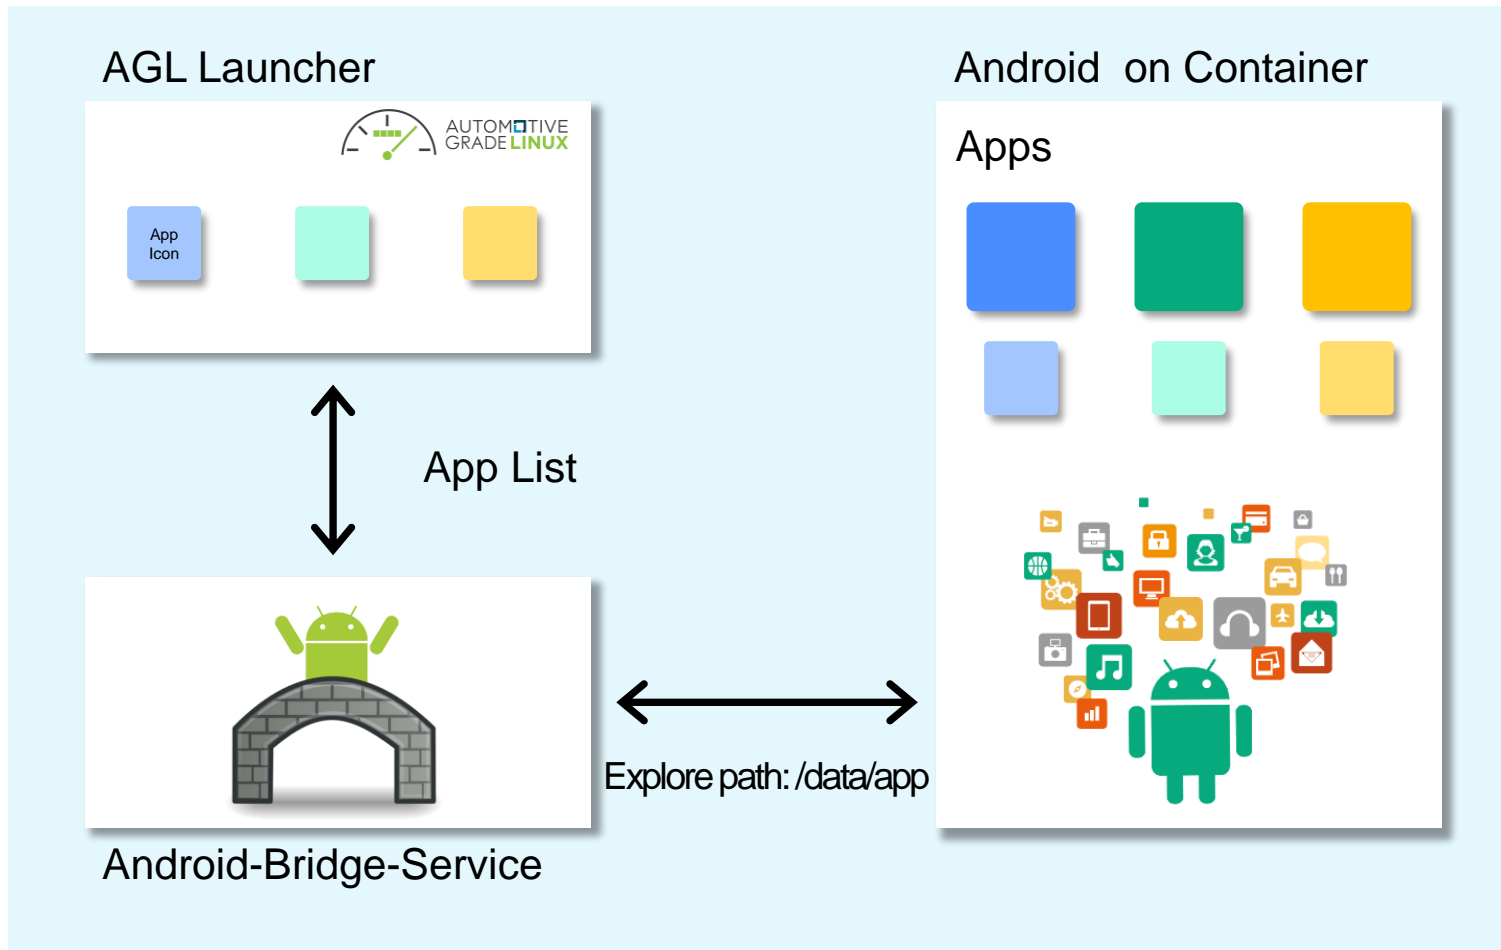 AGL Launcher
AUTOMOTIVE
GRADE LINUX
App
Icon
App List
Android-Bridge-Service
Explore path: /data/app
Android on Container
Apps